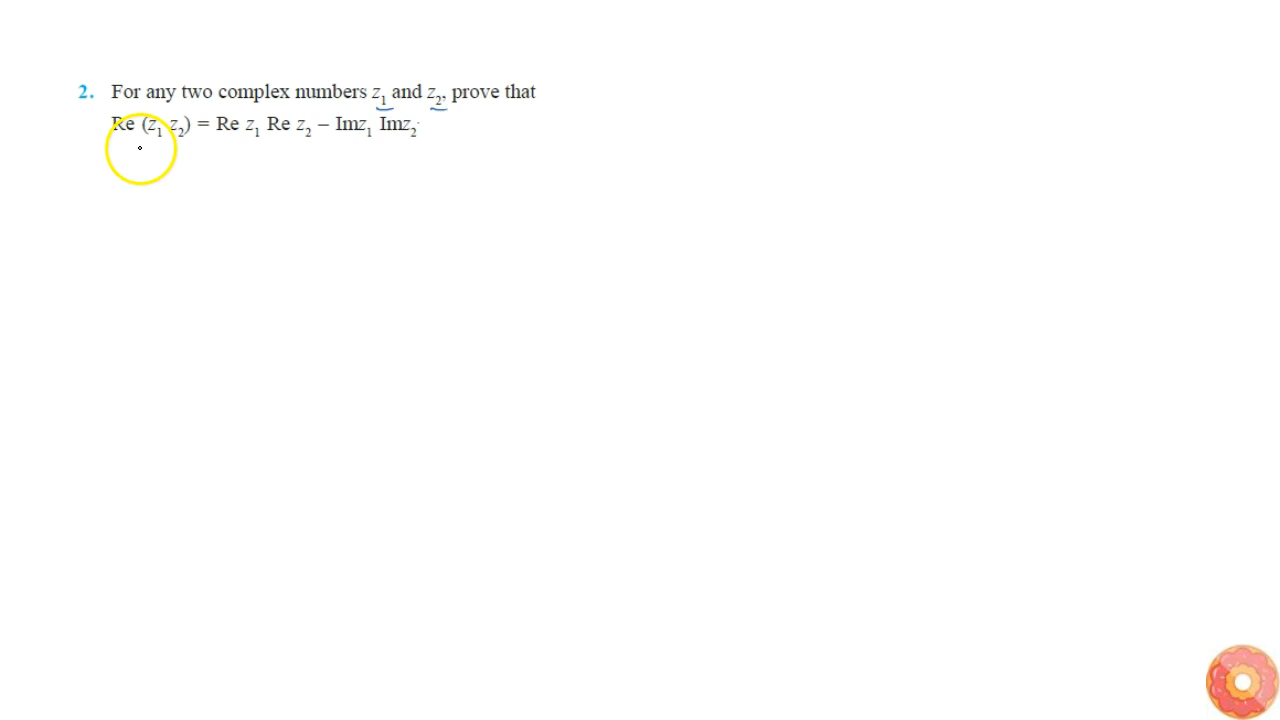 2. For any two complex numbers z₁ and z₂, prove that
Re (z₁ z₂) = Re z₁ Re z₂ – Imz₁ Imz₂.